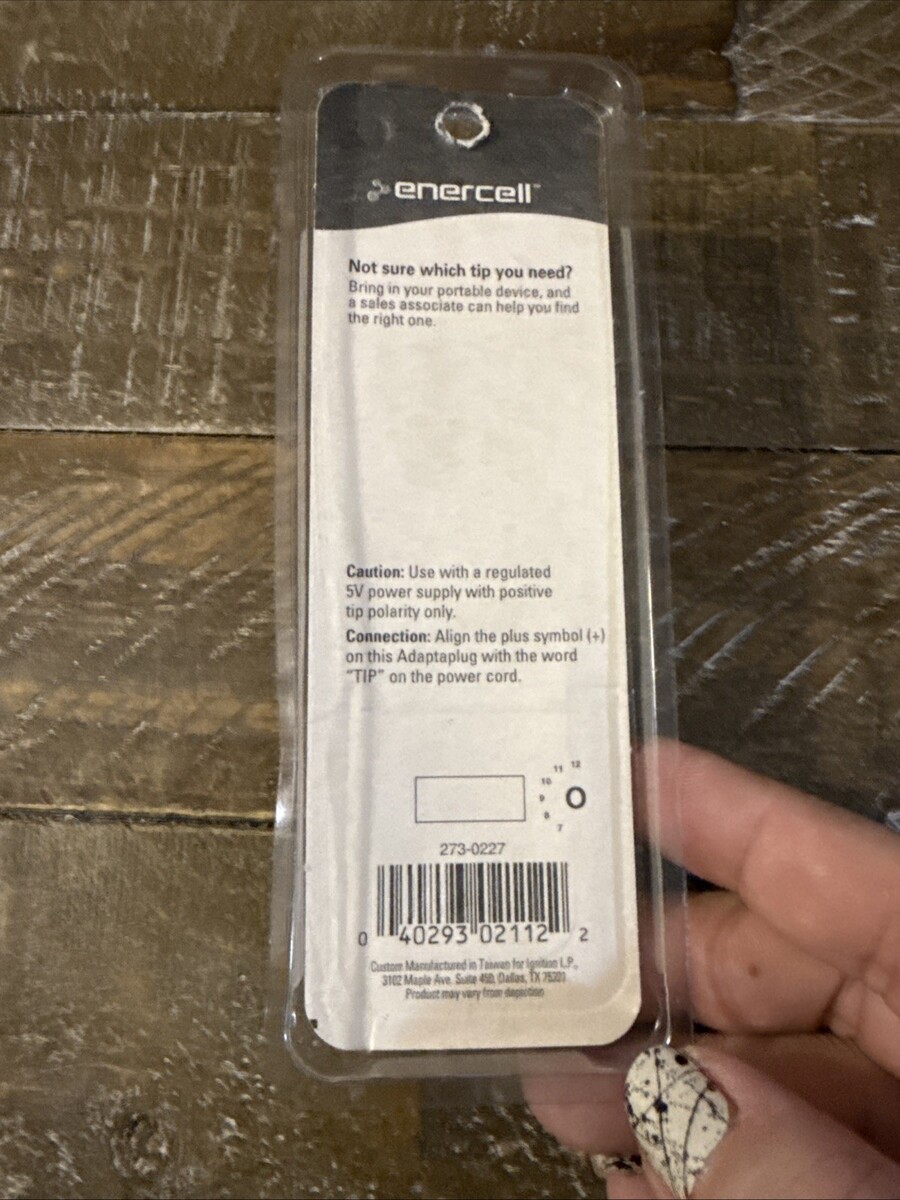 enercell™
Not sure which tip you need?
Bring in your portable device, and
a sales associate can help you find
the right one.
Caution: Use with a regulated
5V power supply with positive
tip polarity only.
Connection: Align the plus symbol (+)
on this Adaptaplug with the word
“TIP” on the power cord.
11 12
10
9 O
8
7
273-0227
0 40293 02112 2
Custom Manufactured in Taiwan for Ignition L.P.,
3102 Maple Ave. Suite 450, Dallas, TX 75201
Product may vary from depiction